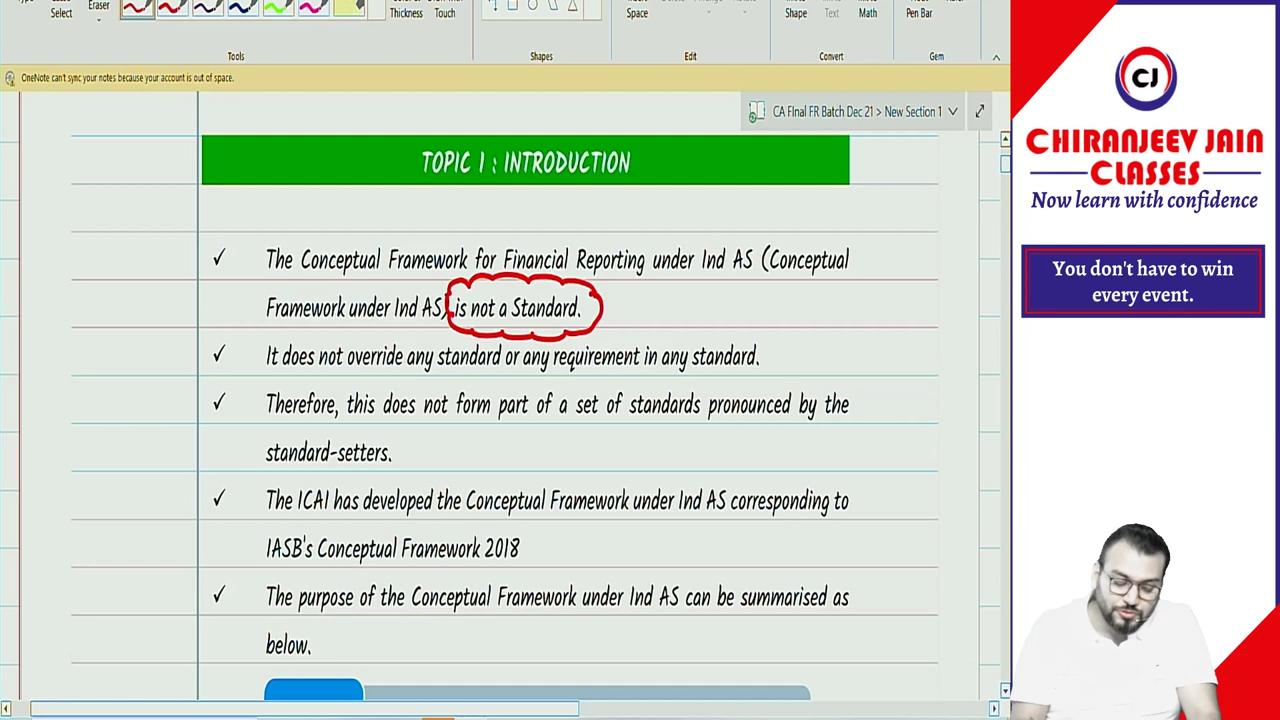 Eraser
Select
Thickness
Touch
Space
Shape
Text
Math
Pen Bar
Tools
Shapes
Edit
Convert
Gem
OneNote can't sync your notes because your account is out of space.
CA FInal FR Batch Dec 21 > New Section 1
TOPIC 1 : INTRODUCTION
✓ The Conceptual Framework for Financial Reporting under Ind AS (Conceptual
Framework under Ind AS) is not a Standard.
✓ It does not override any standard or any requirement in any standard.
✓ Therefore, this does not form part of a set of standards pronounced by the
standard-setters.
✓ The ICAI has developed the Conceptual Framework under Ind AS corresponding to
IASB's Conceptual Framework 2018
✓ The purpose of the Conceptual Framework under Ind AS can be summarised as
below.
CJ
CHIRANJEEV JAIN
CLASSES
Now learn with confidence
You don't have to win
every event.